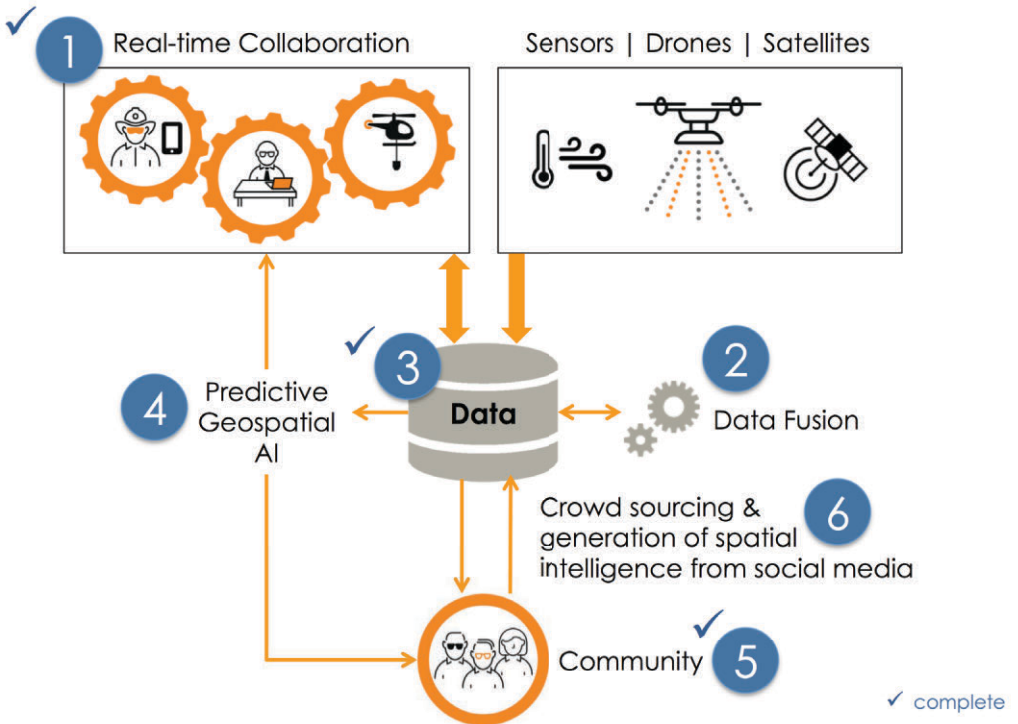 1
Real-time Collaboration
Sensors | Drones | Satellites
3
Data
2
Data Fusion
4
Predictive
Geospatial
AI
Crowd sourcing &
generation of spatial
intelligence from social media
6
Community
5
✓ complete